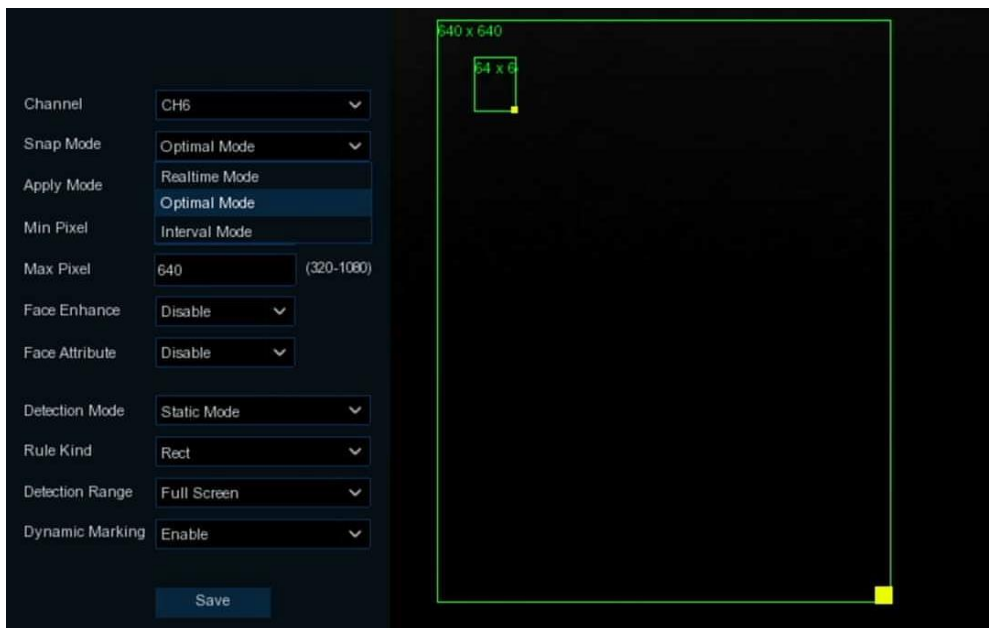 640 x 640
64 x 6
Channel CH6
Snap Mode Optimal Mode
Apply Mode Realtime Mode
Optimal Mode
Min Pixel Interval Mode
Max Pixel 640 (320-1080)
Face Enhance Disable
Face Attribute Disable
Detection Mode Static Mode
Rule Kind Rect
Detection Range Full Screen
Dynamic Marking Enable
Save